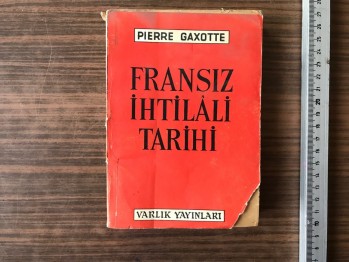 PIERRE GAXOTTE
FRANSIZ
İHTİLÂLİ
TARİHİ
VARLIK YAYINLARI